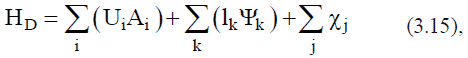 H_D = ∑_i (U_i A_i) + ∑_k (l_k Ψ_k) + ∑_j χ_j (3.15),